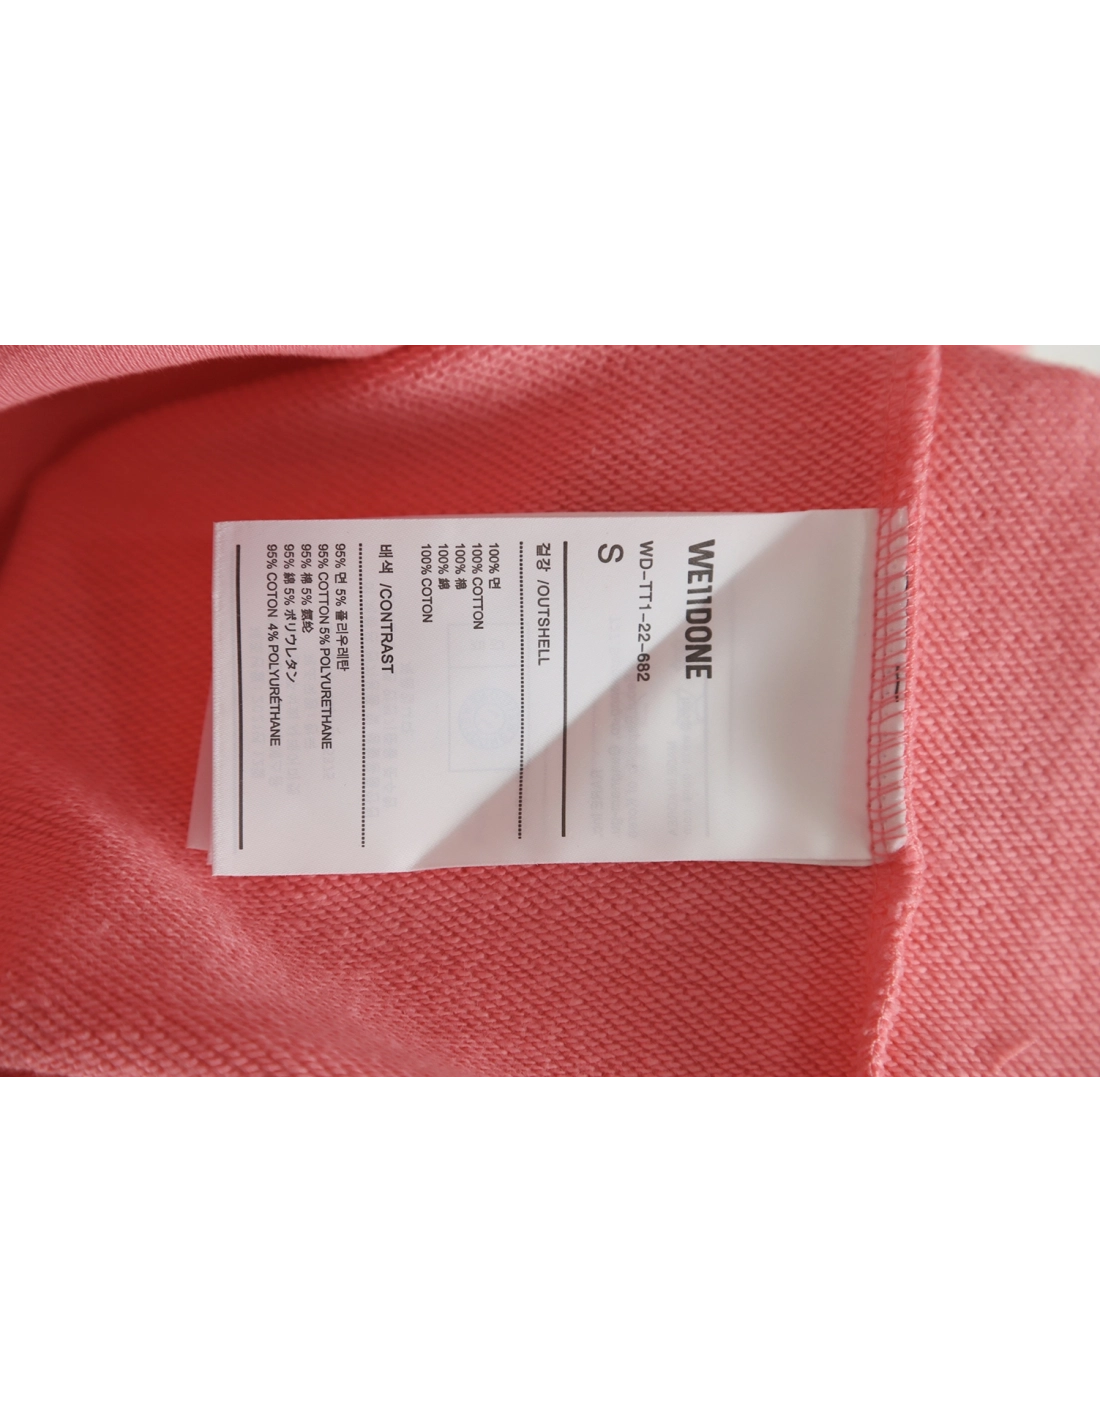 WE11DONE
WD-TT1-22-682
S
겉감 /OUTSHELL
100% 면
100% COTTON
100% 棉
100% 綿
100% COTON
배색 /CONTRAST
95% 면 5% 폴리우레탄
95% COTTON 5% POLYURETHANE
95% 棉 5% 氨纶
95% 綿 5% ポリウレタン
95% COTON 4% POLYURÉTHANE